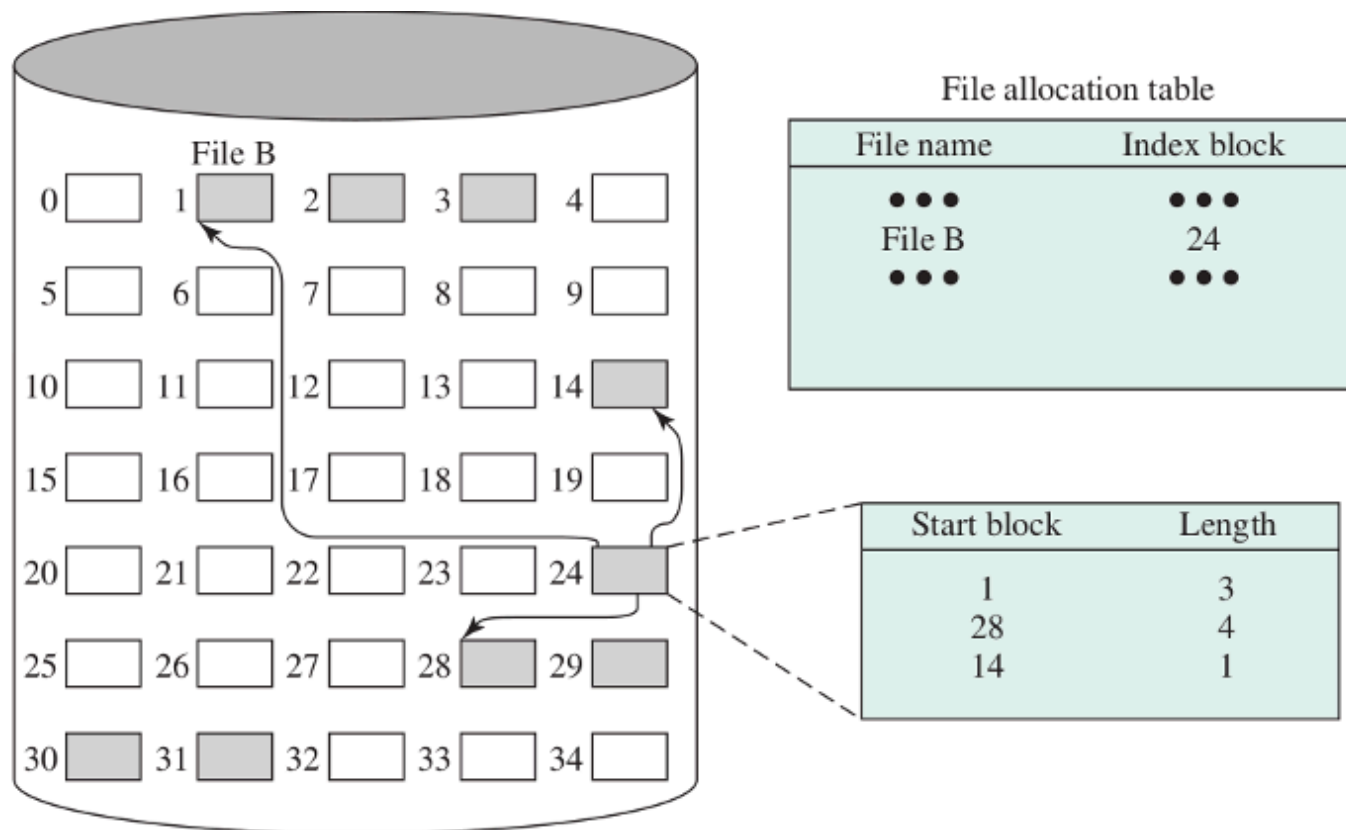 File B
0 1 2 3 4
5 6 7 8 9
10 11 12 13 14
15 16 17 18 19
20 21 22 23 24
25 26 27 28 29
30 31 32 33 34
File allocation table
File name Index block
••• •••
File B 24
••• •••
Start block Length
1 3
28 4
14 1